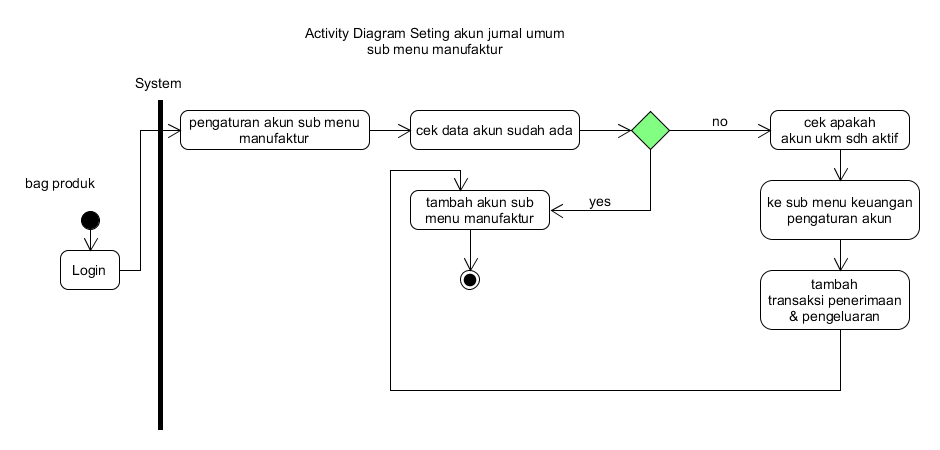 Activity Diagram Seting akun jurnal umum
sub menu manufaktur
System
pengaturan akun sub menu
manufaktur
cek data akun sudah ada
no
cek apakah
akun ukm sdh aktif
bag produk
tambah akun sub
menu manufaktur
yes
ke sub menu keuangan
pengaturan akun
Login
tambah
transaksi penerimaan
& pengeluaran